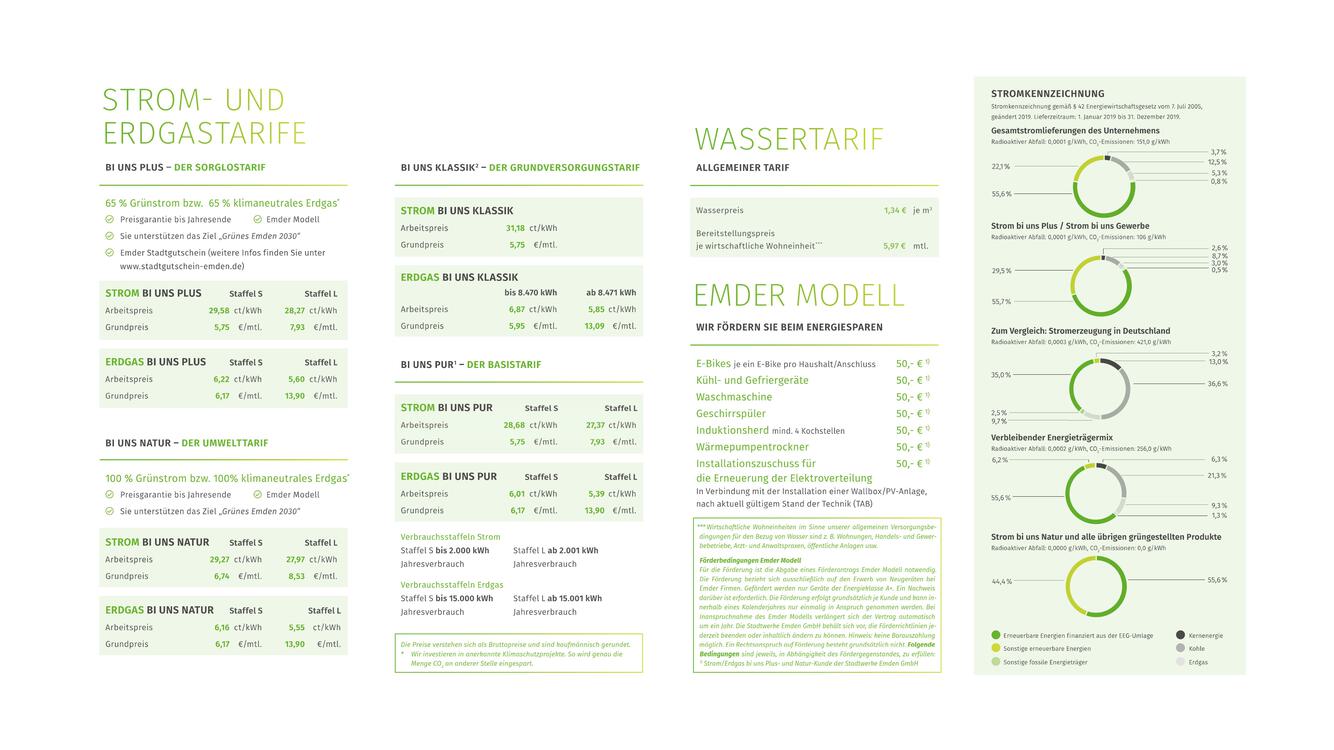 STROM- UND
ERDGASTARIFE
BI UNS PLUS – DER SORGLOSTARIF
65 % Grünstrom bzw. 65 % klimaneutrales Erdgas*
Preisgarantie bis Jahresende Emder Modell
Sie unterstützen das Ziel „Grünes Emden 2030“
Emder Stadtgutschein (weitere Infos finden Sie unter
www.stadtgutschein-emden.de)
STROM BI UNS PLUS Staffel S Staffel L
Arbeitspreis 29,58 ct/kWh 28,27 ct/kWh
Grundpreis 5,75 €/mtl. 7,93 €/mtl.
ERDGAS BI UNS PLUS Staffel S Staffel L
Arbeitspreis 6,22 ct/kWh 5,60 ct/kWh
Grundpreis 6,17 €/mtl. 13,90 €/mtl.
BI UNS NATUR – DER UMWELTTARIF
100 % Grünstrom bzw. 100% klimaneutrales Erdgas*
Preisgarantie bis Jahresende Emder Modell
Sie unterstützen das Ziel „Grünes Emden 2030“
STROM BI UNS NATUR Staffel S Staffel L
Arbeitspreis 29,27 ct/kWh 27,97 ct/kWh
Grundpreis 6,74 €/mtl. 8,53 €/mtl.
ERDGAS BI UNS NATUR Staffel S Staffel L
Arbeitspreis 6,16 ct/kWh 5,55 ct/kWh
Grundpreis 6,17 €/mtl. 13,90 €/mtl.
BI UNS KLASSIK² – DER GRUNDVERSORGUNGSTARIF
STROM BI UNS KLASSIK
Arbeitspreis 31,18 ct/kWh
Grundpreis 5,75 €/mtl.
ERDGAS BI UNS KLASSIK
bis 8.470 kWh ab 8.471 kWh
Arbeitspreis 6,87 ct/kWh 5,85 ct/kWh
Grundpreis 5,95 €/mtl. 13,09 €/mtl.
BI UNS PUR¹ – DER BASISTARIF
STROM BI UNS PUR Staffel S Staffel L
Arbeitspreis 28,68 ct/kWh 27,37 ct/kWh
Grundpreis 5,75 €/mtl. 7,93 €/mtl.
ERDGAS BI UNS PUR Staffel S Staffel L
Arbeitspreis 6,01 ct/kWh 5,39 ct/kWh
Grundpreis 6,17 €/mtl. 13,90 €/mtl.
Verbrauchsstaffeln Strom
Staffel S bis 2.000 kWh Staffel L ab 2.001 kWh
Jahresverbrauch Jahresverbrauch
Verbrauchsstaffeln Erdgas
Staffel S bis 15.000 kWh Staffel L ab 15.001 kWh
Jahresverbrauch Jahresverbrauch
Die Preise verstehen sich als Bruttopreise und sind kaufmännisch gerundet.
* Wir investieren in anerkannte Klimaschutzprojekte. So wird genau die
Menge CO₂ an anderer Stelle eingespart.
WASSERTARIF
ALLGEMEINER TARIF
Wasserpreis 1,34 € je m³
Bereitstellungspreis
je wirtschaftliche Wohneinheit*** 5,97 € mtl.
EMDER MODELL
WIR FÖRDERN SIE BEIM ENERGIESPAREN
E-Bikes je ein E-Bike pro Haushalt/Anschluss 50,- € ¹⁾
Kühl- und Gefriergeräte 50,- € ¹⁾
Waschmaschine 50,- € ¹⁾
Geschirrspüler 50,- € ¹⁾
Induktionsherd mind. 4 Kochstellen 50,- € ¹⁾
Wärmepumpentrockner 50,- € ¹⁾
Installationszuschuss für 50,- € ¹⁾
die Erneuerung der Elektroverteilung
In Verbindung mit der Installation einer Wallbox/PV-Anlage,
nach aktuell gültigem Stand der Technik (TAB)
*** Wirtschaftliche Wohneinheiten im Sinne unserer allgemeinen Versorgungsbe-
dingungen für den Bezug von Wasser sind z. B. Wohnungen, Handels- und Gewer-
bebetriebe, Arzt- und Anwaltspraxen, öffentliche Anlagen usw.
Förderbedingungen Emder Modell
Für die Förderung ist die Abgabe eines Förderantrags Emder Modell notwendig.
Die Förderung bezieht sich ausschließlich auf den Erwerb von Neugeräten bei
Emder Firmen. Gefördert werden nur Geräte der Energieklasse A+. Ein Nachweis
darüber ist erforderlich. Die Förderung erfolgt grundsätzlich je Kunde und kann in-
nerhalb eines Kalenderjahres nur einmalig in Anspruch genommen werden. Bei
Inanspruchnahme des Emder Modells verlängert sich der Vertrag automatisch
um ein Jahr. Die Stadtwerke Emden GmbH behält sich vor, die Förderrichtlinien je-
derzeit beenden oder inhaltlich ändern zu können. Hinweis: keine Barauszahlung
möglich. Ein Rechtsanspruch auf Förderung besteht grundsätzlich nicht. Folgende
Bedingungen sind jeweils, in Abhängigkeit des Fördergegenstandes, zu erfüllen:
¹ Strom/Erdgas bi uns Plus- und Natur-Kunde der Stadtwerke Emden GmbH
STROMKENNZEICHNUNG
Stromkennzeichnung gemäß § 42 Energiewirtschaftsgesetz vom 7. Juli 2005,
geändert 2019. Lieferzeitraum: 1. Januar 2019 bis 31. Dezember 2019.
Gesamtstromlieferungen des Unternehmens
Radioaktiver Abfall: 0,0001 g/kWh, CO₂-Emissionen: 151,0 g/kWh
3,7 %
12,5 %
22,1 %
5,3 %
0,8 %
55,6 %
Strom bi uns Plus / Strom bi uns Gewerbe
Radioaktiver Abfall: 0,0001 g/kWh, CO₂-Emissionen: 106 g/kWh
2,6 %
8,7 %
3,0 %
29,5 % 0,5 %
55,7 %
Zum Vergleich: Stromerzeugung in Deutschland
Radioaktiver Abfall: 0,0003 g/kWh, CO₂-Emissionen: 421,0 g/kWh
3,2 %
13,0 %
35,0 %
36,6 %
2,5 %
9,7 %
Verbleibender Energieträgermix
Radioaktiver Abfall: 0,0002 g/kWh, CO₂-Emissionen: 256,0 g/kWh
6,2 % 6,3 %
21,3 %
55,6 %
9,3 %
1,3 %
Strom bi uns Natur und alle übrigen grüngestellten Produkte
Radioaktiver Abfall: 0,0000 g/kWh, CO₂-Emissionen: 0,0 g/kWh
44,4 % 55,6 %
Erneuerbare Energien finanziert aus der EEG-Umlage Kernenergie
Sonstige erneuerbare Energien Kohle
Sonstige fossile Energieträger Erdgas